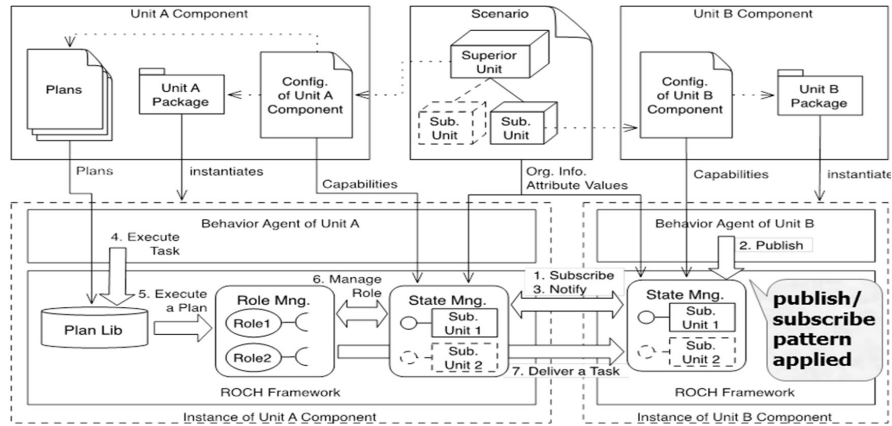 Unit A Component
Scenario
Unit B Component
Plans
Unit A
Package
Config.
of Unit A
Component
Superior
Unit
Sub.
Unit
Sub.
Unit
Config.
of Unit B
Component
Unit B
Package
Plans
instantiates
Capabilities
Org. Info.
Attribute Values
Capabilities
instantiate
Behavior Agent of Unit A
Behavior Agent of Unit B
4. Execute
Task
2. Publish
5. Execute
a Plan
6. Manage
Role
1. Subscribe
3. Notify
Plan Lib
Role Mng.
Role1
Role2
State Mng.
Sub.
Unit 1
Sub.
Unit 2
7. Deliver a Task
State Mng.
Sub.
Unit 1
Sub.
Unit 2
publish/
subscribe
pattern
applied
ROCH Framework
ROCH Framework
Instance of Unit A Component
Instance of Unit B Component